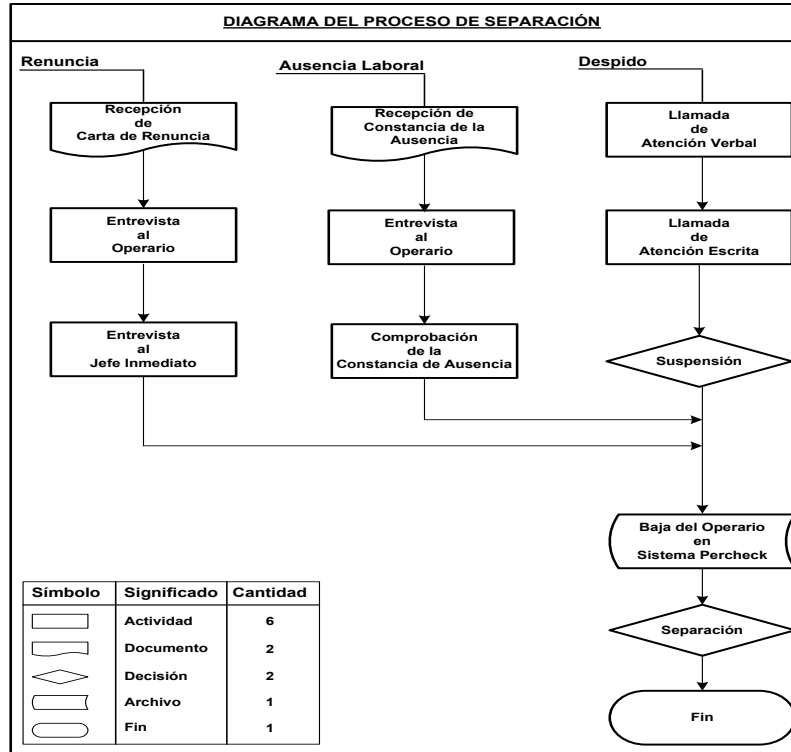 DIAGRAMA DEL PROCESO DE SEPARACIÓN
Renuncia
Recepción
de
Carta de Renuncia
Entrevista
al
Operario
Entrevista
al
Jefe Inmediato
Ausencia Laboral
Recepción de
Constancia de la
Ausencia
Entrevista
al
Operario
Comprobación
de la
Constancia de Ausencia
Despido
Llamada
de
Atención Verbal
Llamada
de
Atención Escrita
Suspensión
Baja del Operario
en
Sistema Percheck
Separación
Fin
Símbolo Significado Cantidad
Actividad 6
Documento 2
Decisión 2
Archivo 1
Fin 1